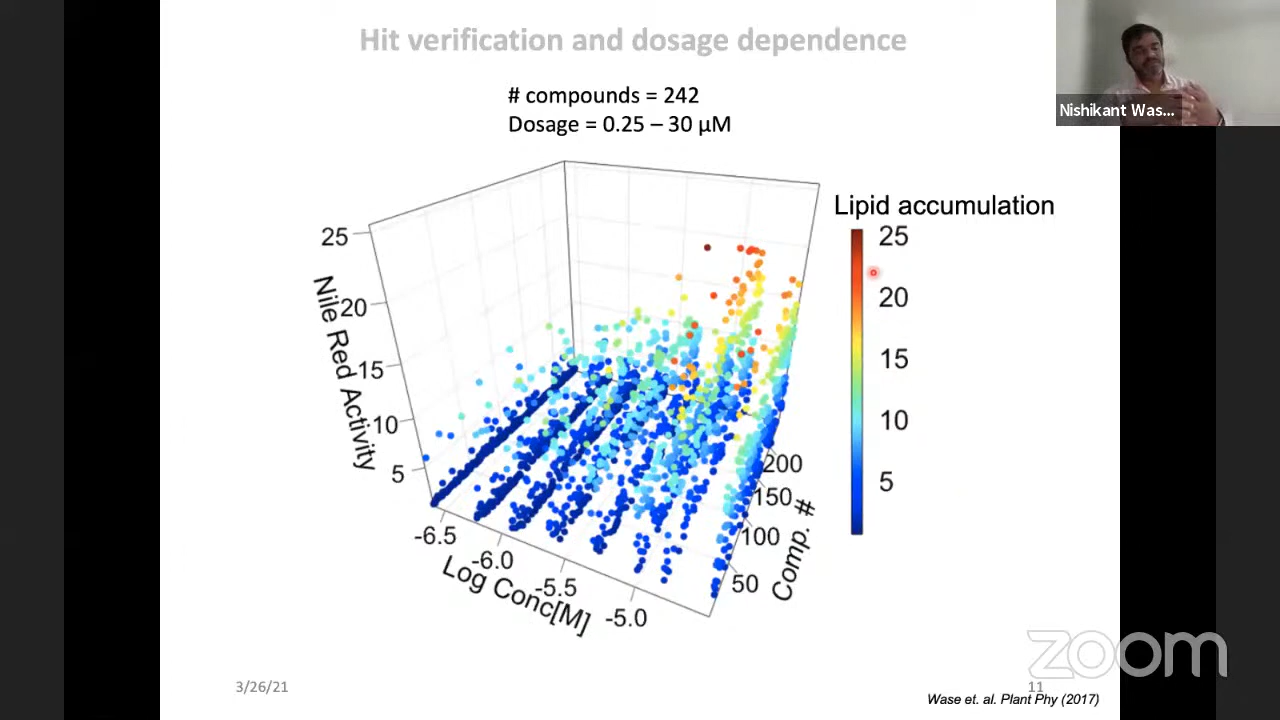 Hit verification and dosage dependence
# compounds = 242
Dosage = 0.25 – 30 µM
Nishikant Was...
Lipid accumulation
25
20
15
10
5
Nile Red Activity
25
20
15
10
5
-6.5
-6.0
-5.5
-5.0
Log Conc[M]
200
150
100
50
Comp. #
zoom
3/26/21
11
Wase et. al. Plant Phy (2017)